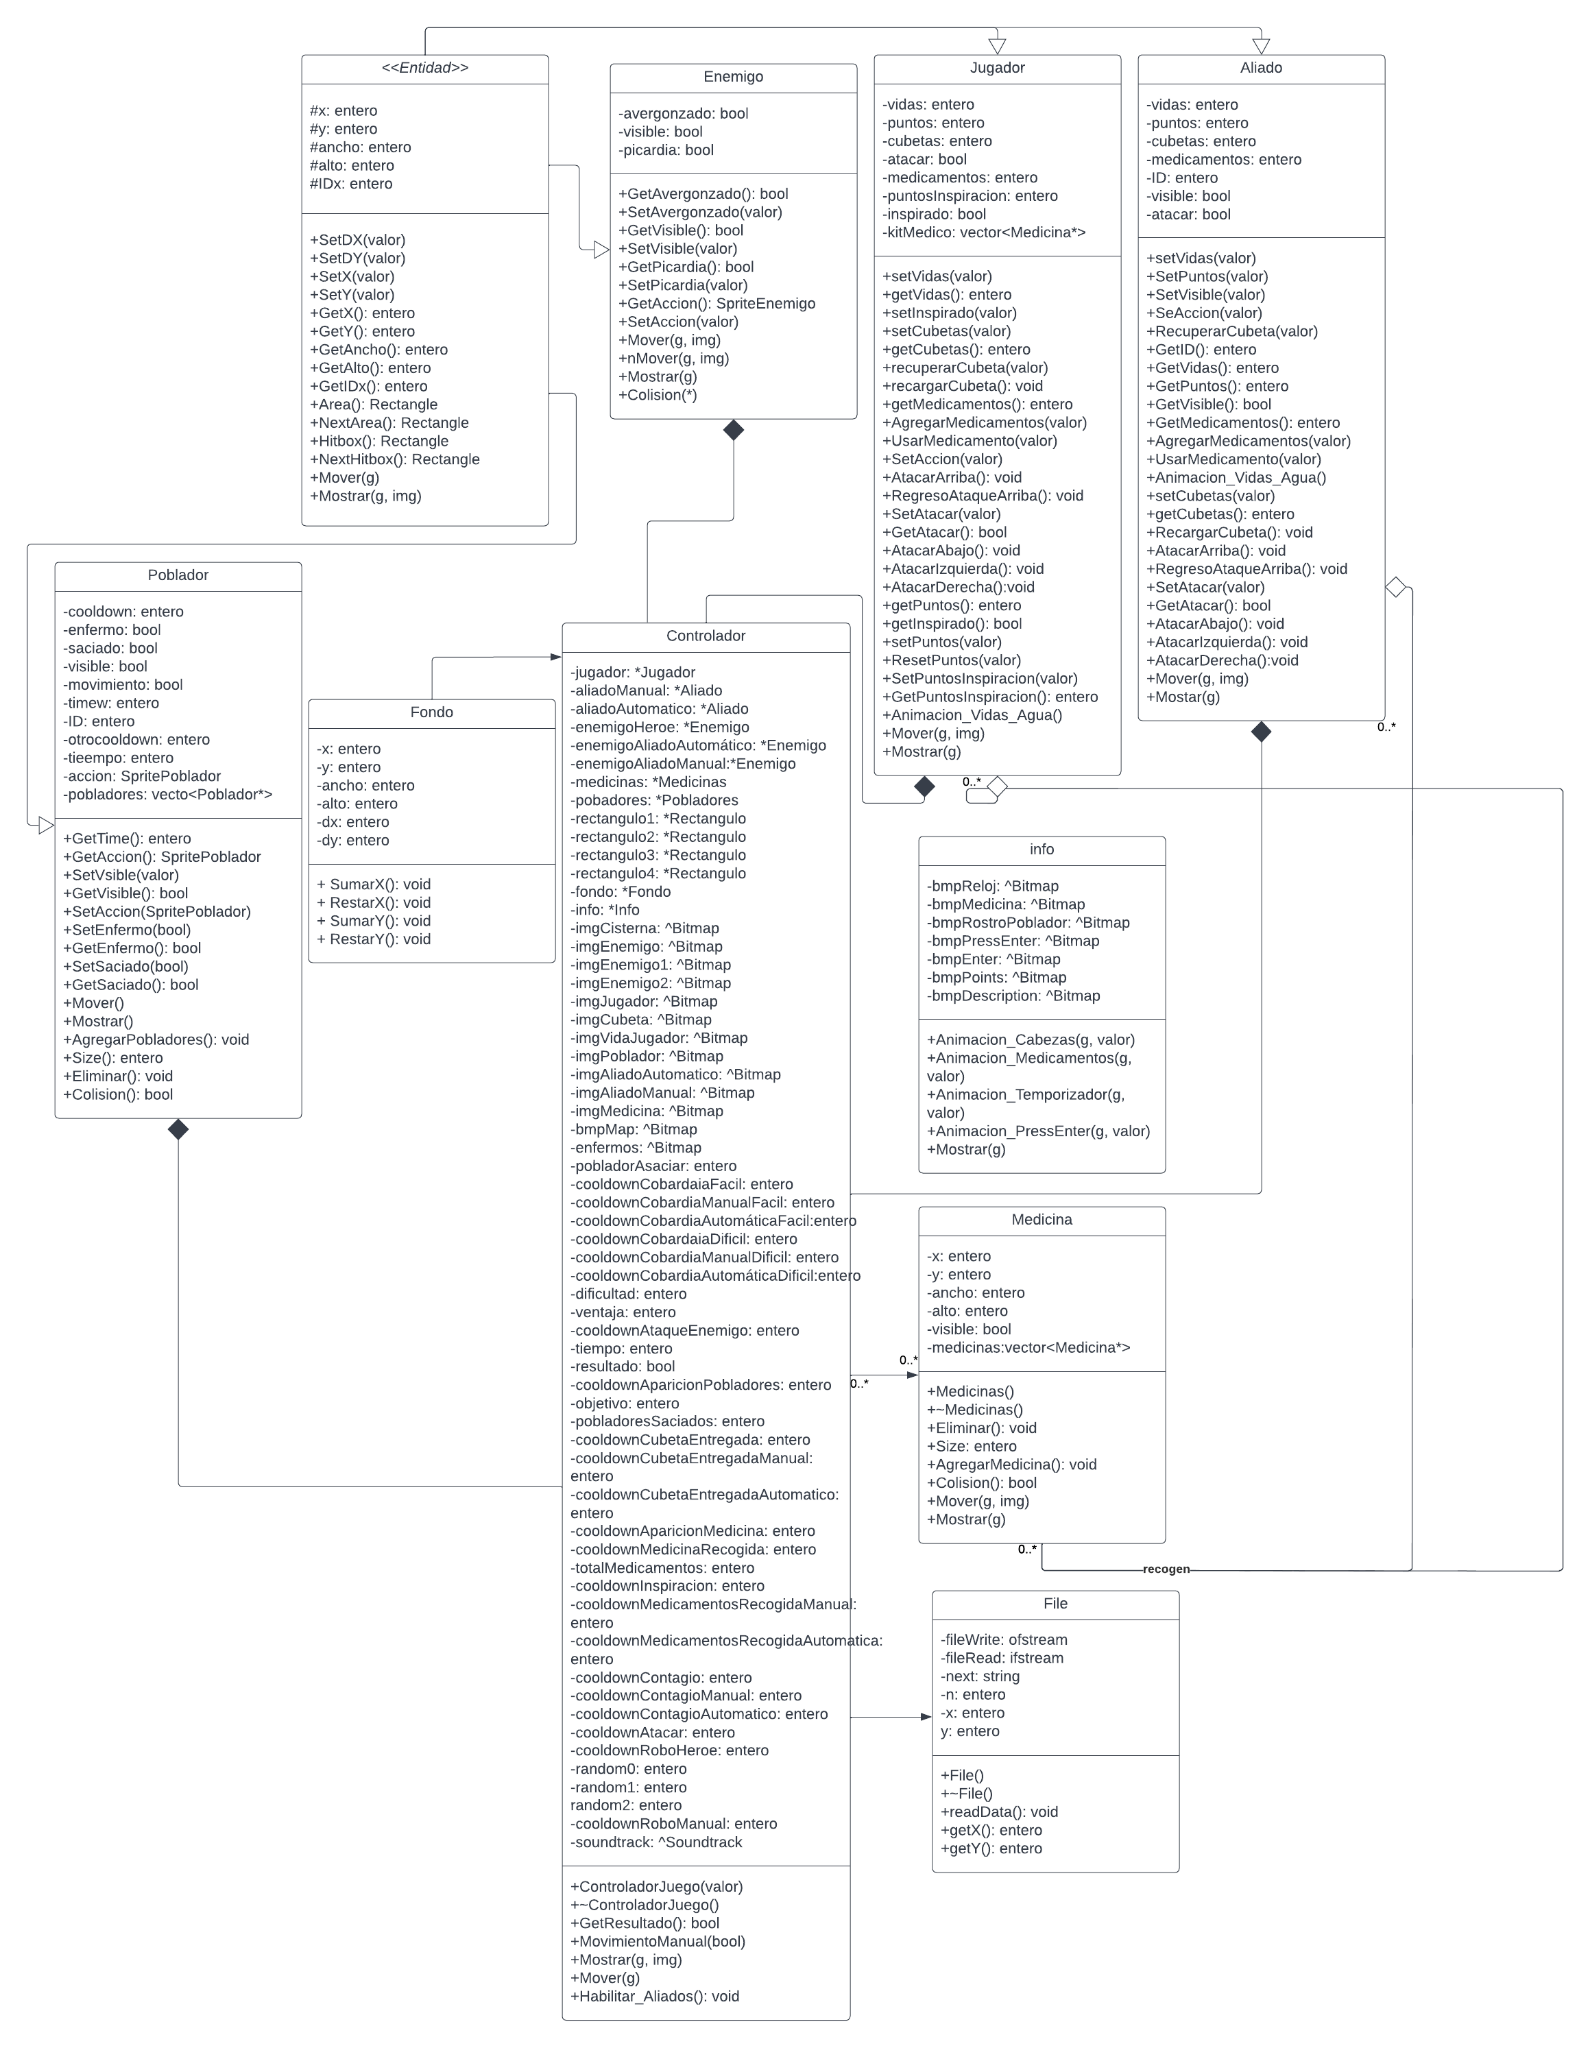 <<Entidad>>
#x: entero
#y: entero
#ancho: entero
#alto: entero
#IDx: entero
+SetDX(valor)
+SetDY(valor)
+SetX(valor)
+SetY(valor)
+GetX(): entero
+GetY(): entero
+GetAncho(): entero
+GetAlto(): entero
+GetIDx(): entero
+Area(): Rectangle
+NextArea(): Rectangle
+Hitbox(): Rectangle
+NextHitbox(): Rectangle
+Mover(g)
+Mostrar(g, img)
Enemigo
-avergonzado: bool
-visible: bool
-picardia: bool
+GetAvergonzado(): bool
+SetAvergonzado(valor)
+GetVisible(): bool
+SetVisible(valor)
+GetPicardia(): bool
+SetPicardia(valor)
+GetAccion(): SpriteEnemigo
+SetAccion(valor)
+Mover(g, img)
+nMover(g, img)
+Mostrar(g)
+Colision(*)
Jugador
-vidas: entero
-puntos: entero
-cubetas: entero
-atacar: bool
-medicamentos: entero
-puntosInspiracion: entero
-inspirado: bool
-kitMedico: vector<Medicina*>
+setVidas(valor)
+getVidas(): entero
+setInspirado(valor)
+setCubetas(valor)
+getCubetas(): entero
+recuperarCubeta(valor)
+recargarCubeta(): void
+getMedicamentos(): entero
+AgregarMedicamentos(valor)
+UsarMedicamento(valor)
+SetAccion(valor)
+AtacarArriba(): void
+RegresoAtaqueArriba(): void
+SetAtacar(valor)
+GetAtacar(): bool
+AtacarAbajo(): void
+AtacarIzquierda(): void
+AtacarDerecha():void
+getPuntos(): entero
+getInspirado(): bool
+setPuntos(valor)
+ResetPuntos(valor)
+SetPuntosInspiracion(valor)
+GetPuntosInspiracion(): entero
+Animacion_Vidas_Agua()
+Mover(g, img)
+Mostrar(g)
0..*
Aliado
-vidas: entero
-puntos: entero
-cubetas: entero
-medicamentos: entero
-ID: entero
-visible: bool
-atacar: bool
+setVidas(valor)
+SetPuntos(valor)
+SetVisible(valor)
+SeAccion(valor)
+RecuperarCubeta(valor)
+GetID(): entero
+GetVidas(): entero
+GetPuntos(): entero
+GetVisible(): bool
+GetMedicamentos(): entero
+AgregarMedicamentos(valor)
+UsarMedicamento(valor)
+Animacion_Vidas_Agua()
+setCubetas(valor)
+getCubetas(): entero
+RecargarCubeta(): void
+AtacarArriba(): void
+RegresoAtaqueArriba(): void
+SetAtacar(valor)
+GetAtacar(): bool
+AtacarAbajo(): void
+AtacarIzquierda(): void
+AtacarDerecha():void
+Mover(g, img)
+Mostar(g)
0..*
Poblador
-cooldown: entero
-enfermo: bool
-saciado: bool
-visible: bool
-movimiento: bool
-timew: entero
-ID: entero
-otrocooldown: entero
-tieempo: entero
-accion: SpritePoblador
-pobladores: vecto<Poblador*>
+GetTime(): entero
+GetAccion(): SpritePoblador
+SetVsible(valor)
+GetVisible(): bool
+SetAccion(SpritePoblador)
+SetEnfermo(bool)
+GetEnfermo(): bool
+SetSaciado(bool)
+GetSaciado(): bool
+Mover()
+Mostrar()
+AgregarPobladores(): void
+Size(): entero
+Eliminar(): void
+Colision(): bool
Fondo
-x: entero
-y: entero
-ancho: entero
-alto: entero
-dx: entero
-dy: entero
+ SumarX(): void
+ RestarX(): void
+ SumarY(): void
+ RestarY(): void
Controlador
-jugador: *Jugador
-aliadoManual: *Aliado
-aliadoAutomatico: *Aliado
-enemigoHeroe: *Enemigo
-enemigoAliadoAutomático: *Enemigo
-enemigoAliadoManual:*Enemigo
-medicinas: *Medicinas
-pobadores: *Pobladores
-rectangulo1: *Rectangulo
-rectangulo2: *Rectangulo
-rectangulo3: *Rectangulo
-rectangulo4: *Rectangulo
-fondo: *Fondo
-info: *Info
-imgCisterna: ^Bitmap
-imgEnemigo: ^Bitmap
-imgEnemigo1: ^Bitmap
-imgEnemigo2: ^Bitmap
-imgJugador: ^Bitmap
-imgCubeta: ^Bitmap
-imgVidaJugador: ^Bitmap
-imgPoblador: ^Bitmap
-imgAliadoAutomatico: ^Bitmap
-imgAliadoManual: ^Bitmap
-imgMedicina: ^Bitmap
-bmpMap: ^Bitmap
-enfermos: ^Bitmap
-pobladorAsaciar: entero
-cooldownCobardaiaFacil: entero
-cooldownCobardiaManualFacil: entero
-cooldownCobardiaAutomáticaFacil:entero
-cooldownCobardaiaDificil: entero
-cooldownCobardiaManualDificil: entero
-cooldownCobardiaAutomáticaDificil:entero
-dificultad: entero
-ventaja: entero
-cooldownAtaqueEnemigo: entero
-tiempo: entero
-resultado: bool
-cooldownAparicionPobladores: entero
-objetivo: entero
-pobladoresSaciados: entero
-cooldownCubetaEntregada: entero
-cooldownCubetaEntregadaManual:
entero
-cooldownCubetaEntregadaAutomatico:
entero
-cooldownAparicionMedicina: entero
-cooldownMedicinaRecogida: entero
-totalMedicamentos: entero
-cooldownInspiracion: entero
-cooldownMedicamentosRecogidaManual:
entero
-cooldownMedicamentosRecogidaAutomatica:
entero
-cooldownContagio: entero
-cooldownContagioManual: entero
-cooldownContagioAutomatico: entero
-cooldownAtacar: entero
-cooldownRoboHeroe: entero
-random0: entero
-random1: entero
random2: entero
-cooldownRoboManual: entero
-soundtrack: ^Soundtrack
+ControladorJuego(valor)
+~ControladorJuego()
+GetResultado(): bool
+MovimientoManual(bool)
+Mostrar(g, img)
+Mover(g)
+Habilitar_Aliados(): void
info
-bmpReloj: ^Bitmap
-bmpMedicina: ^Bitmap
-bmpRostroPoblador: ^Bitmap
-bmpPressEnter: ^Bitmap
-bmpEnter: ^Bitmap
-bmpPoints: ^Bitmap
-bmpDescription: ^Bitmap
+Animacion_Cabezas(g, valor)
+Animacion_Medicamentos(g,
valor)
+Animacion_Temporizador(g,
valor)
+Animacion_PressEnter(g, valor)
+Mostrar(g)
Medicina
-x: entero
-y: entero
-ancho: entero
-alto: entero
-visible: bool
-medicinas:vector<Medicina*>
0..*
0..*
+Medicinas()
+~Medicinas()
+Eliminar(): void
+Size: entero
+AgregarMedicina(): void
+Colision(): bool
+Mover(g, img)
+Mostrar(g)
0..*
recogen
File
-fileWrite: ofstream
-fileRead: ifstream
-next: string
-n: entero
-x: entero
y: entero
+File()
+~File()
+readData(): void
+getX(): entero
+getY(): entero